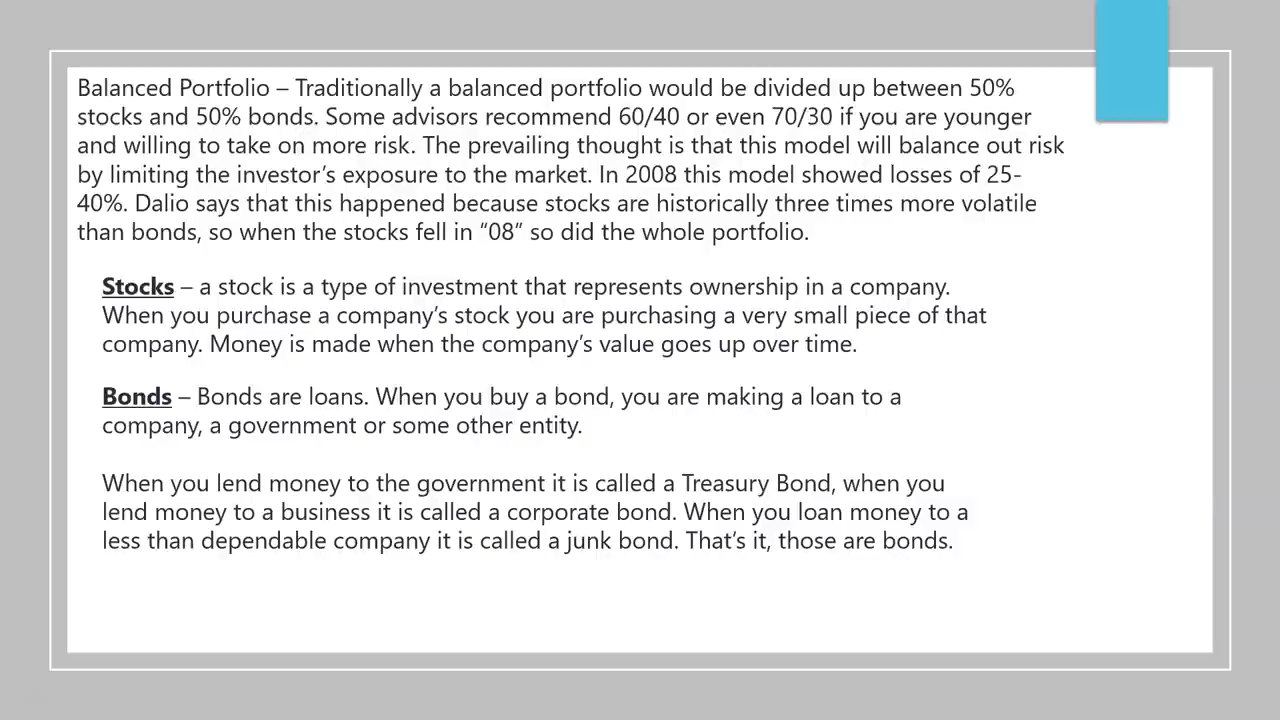 Balanced Portfolio – Traditionally a balanced portfolio would be divided up between 50%
stocks and 50% bonds. Some advisors recommend 60/40 or even 70/30 if you are younger
and willing to take on more risk. The prevailing thought is that this model will balance out risk
by limiting the investor’s exposure to the market. In 2008 this model showed losses of 25-
40%. Dalio says that this happened because stocks are historically three times more volatile
than bonds, so when the stocks fell in “08” so did the whole portfolio.
Stocks – a stock is a type of investment that represents ownership in a company.
When you purchase a company’s stock you are purchasing a very small piece of that
company. Money is made when the company’s value goes up over time.
Bonds – Bonds are loans. When you buy a bond, you are making a loan to a
company, a government or some other entity.
When you lend money to the government it is called a Treasury Bond, when you
lend money to a business it is called a corporate bond. When you loan money to a
less than dependable company it is called a junk bond. That’s it, those are bonds.